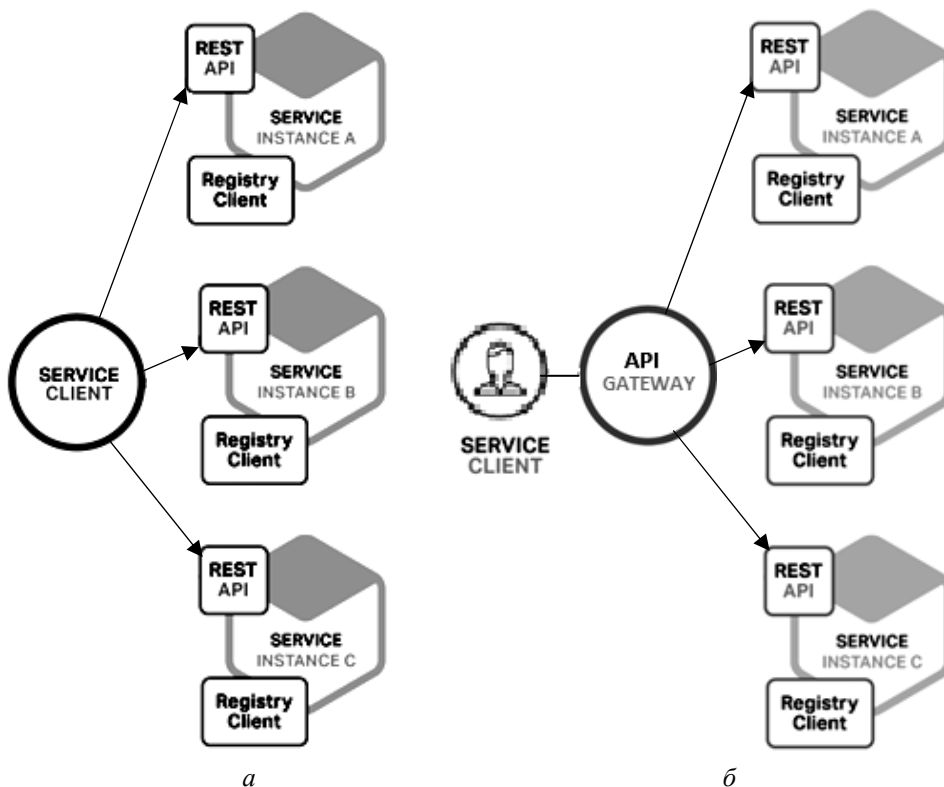 REST
API
SERVICE
INSTANCE A
Registry
Client
REST
API
SERVICE
INSTANCE B
Registry
Client
SERVICE
CLIENT
REST
API
SERVICE
INSTANCE C
Registry
Client
а
REST
API
SERVICE
INSTANCE A
Registry
Client
SERVICE
CLIENT
API
GATEWAY
REST
API
SERVICE
INSTANCE B
Registry
Client
REST
API
SERVICE
INSTANCE C
Registry
Client
б